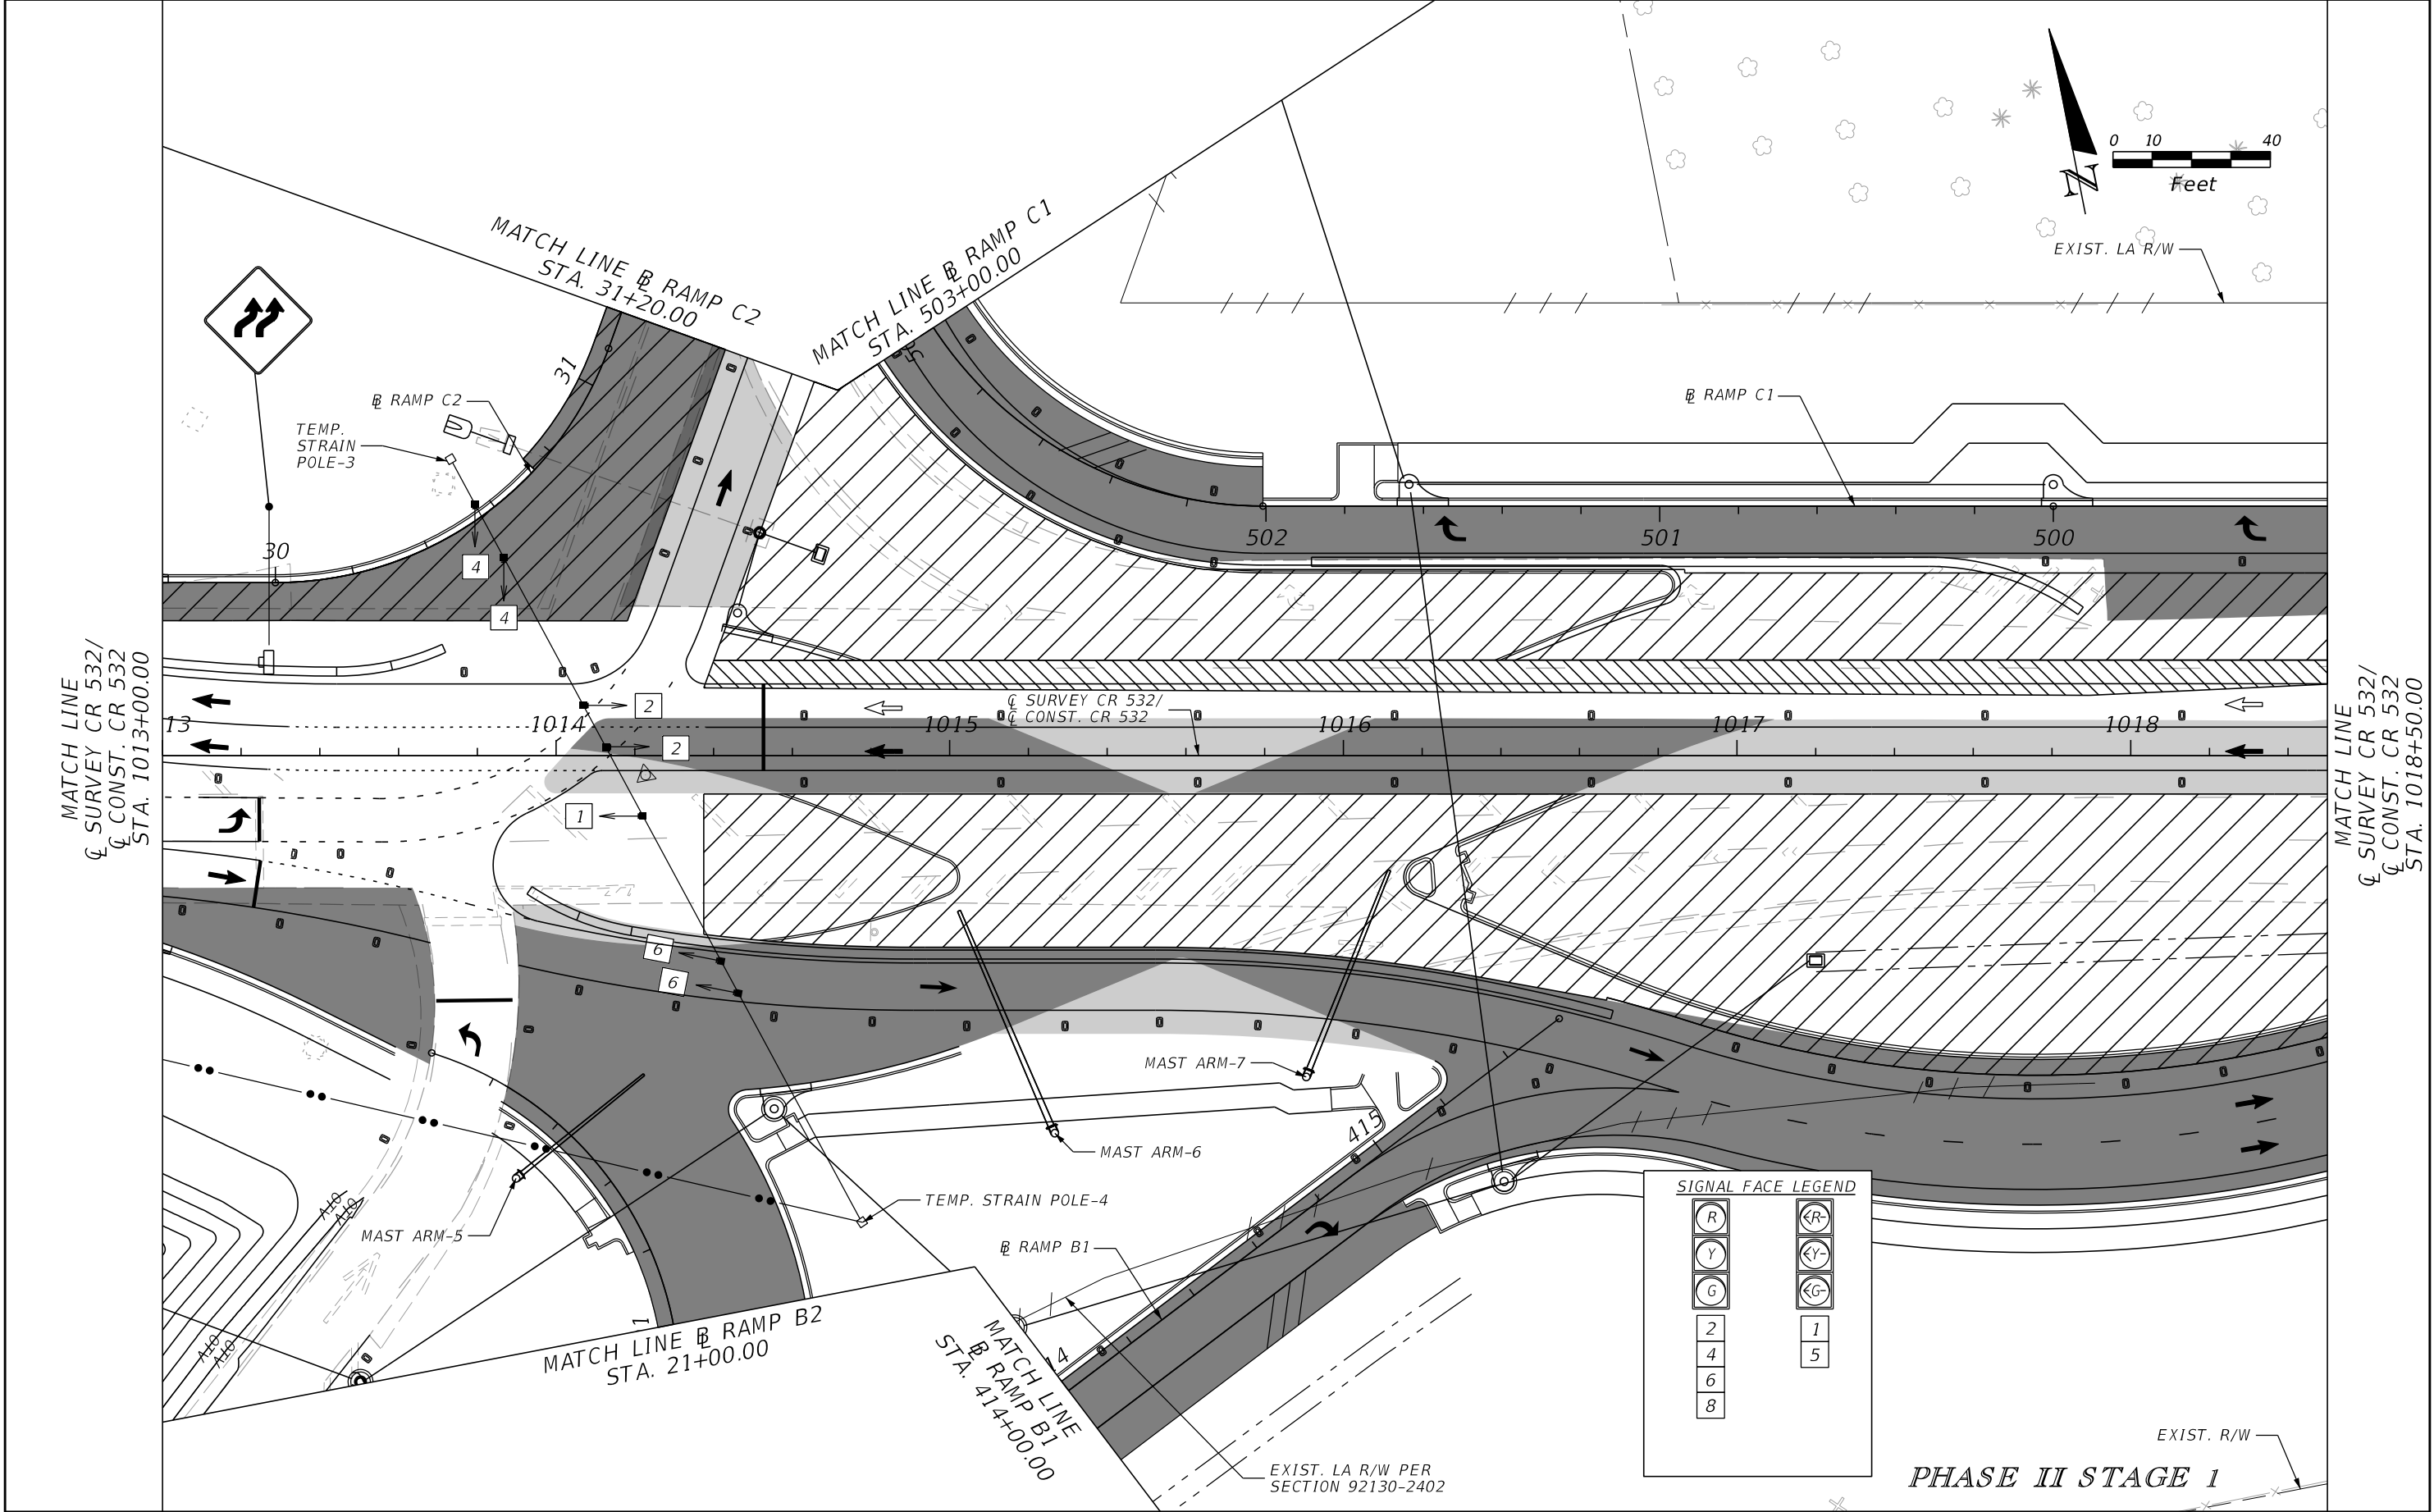 0 10 40
Feet
N
EXIST. LA R/W
MATCH LINE ⅊ RAMP C2
STA. 31+20.00
MATCH LINE ⅊ RAMP C1
STA. 503+00.00
31
℄ RAMP C2
TEMP.
STRAIN
POLE-3
℄ RAMP C1
30
4
4
502
501
500
MATCH LINE
℄ SURVEY CR 532/
℄ CONST. CR 532
STA. 1013+00.00
2
2
1
℄ SURVEY CR 532/
℄ CONST. CR 532
13
1014
1015
1016
1017
1018
MATCH LINE
℄ SURVEY CR 532/
℄ CONST. CR 532
STA. 1018+50.00
6
6
MAST ARM-7
MAST ARM-6
415
TEMP. STRAIN POLE-4
MAST ARM-5
A10
A10
A10
A10
℄ RAMP B1
1
MATCH LINE ⅊ RAMP B2
STA. 21+00.00
14
MATCH LINE
⅊ RAMP B1
STA. 414+00.00
EXIST. LA R/W PER
SECTION 92130-2402
SIGNAL FACE LEGEND
R R
Y Y
G G
2 1
4 5
6
8
EXIST. R/W
PHASE II STAGE 1